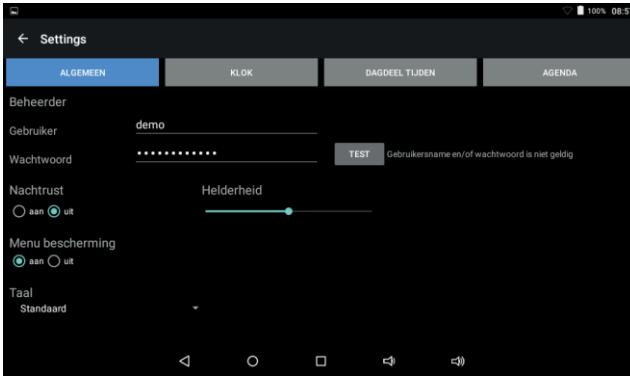 100% 08:5
Settings
ALGEMEEN KLOK DAGDEEL TIJDEN AGENDA
Beheerder
Gebruiker demo
Wachtwoord •••••••••••• TEST Gebruikersname en/of wachtwoord is niet geldig
Nachtrust Helderheid
aan uit
Menu bescherming
aan uit
Taal
Standaard